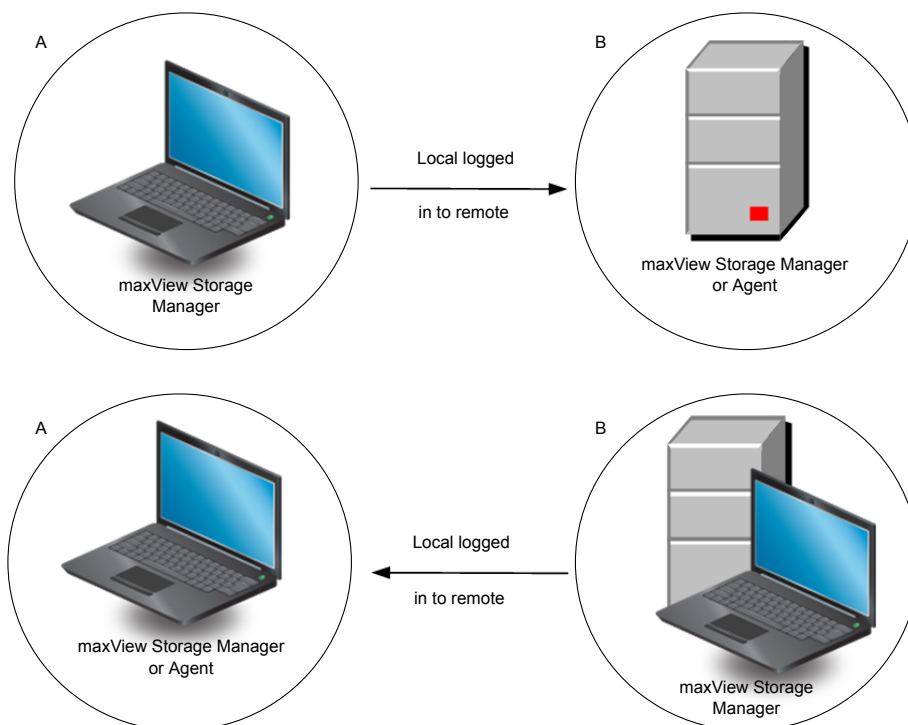 A
B
Local logged
in to remote
maxView Storage
Manager
maxView Storage Manager
or Agent
A
B
Local logged
in to remote
maxView Storage Manager
or Agent
maxView Storage
Manager